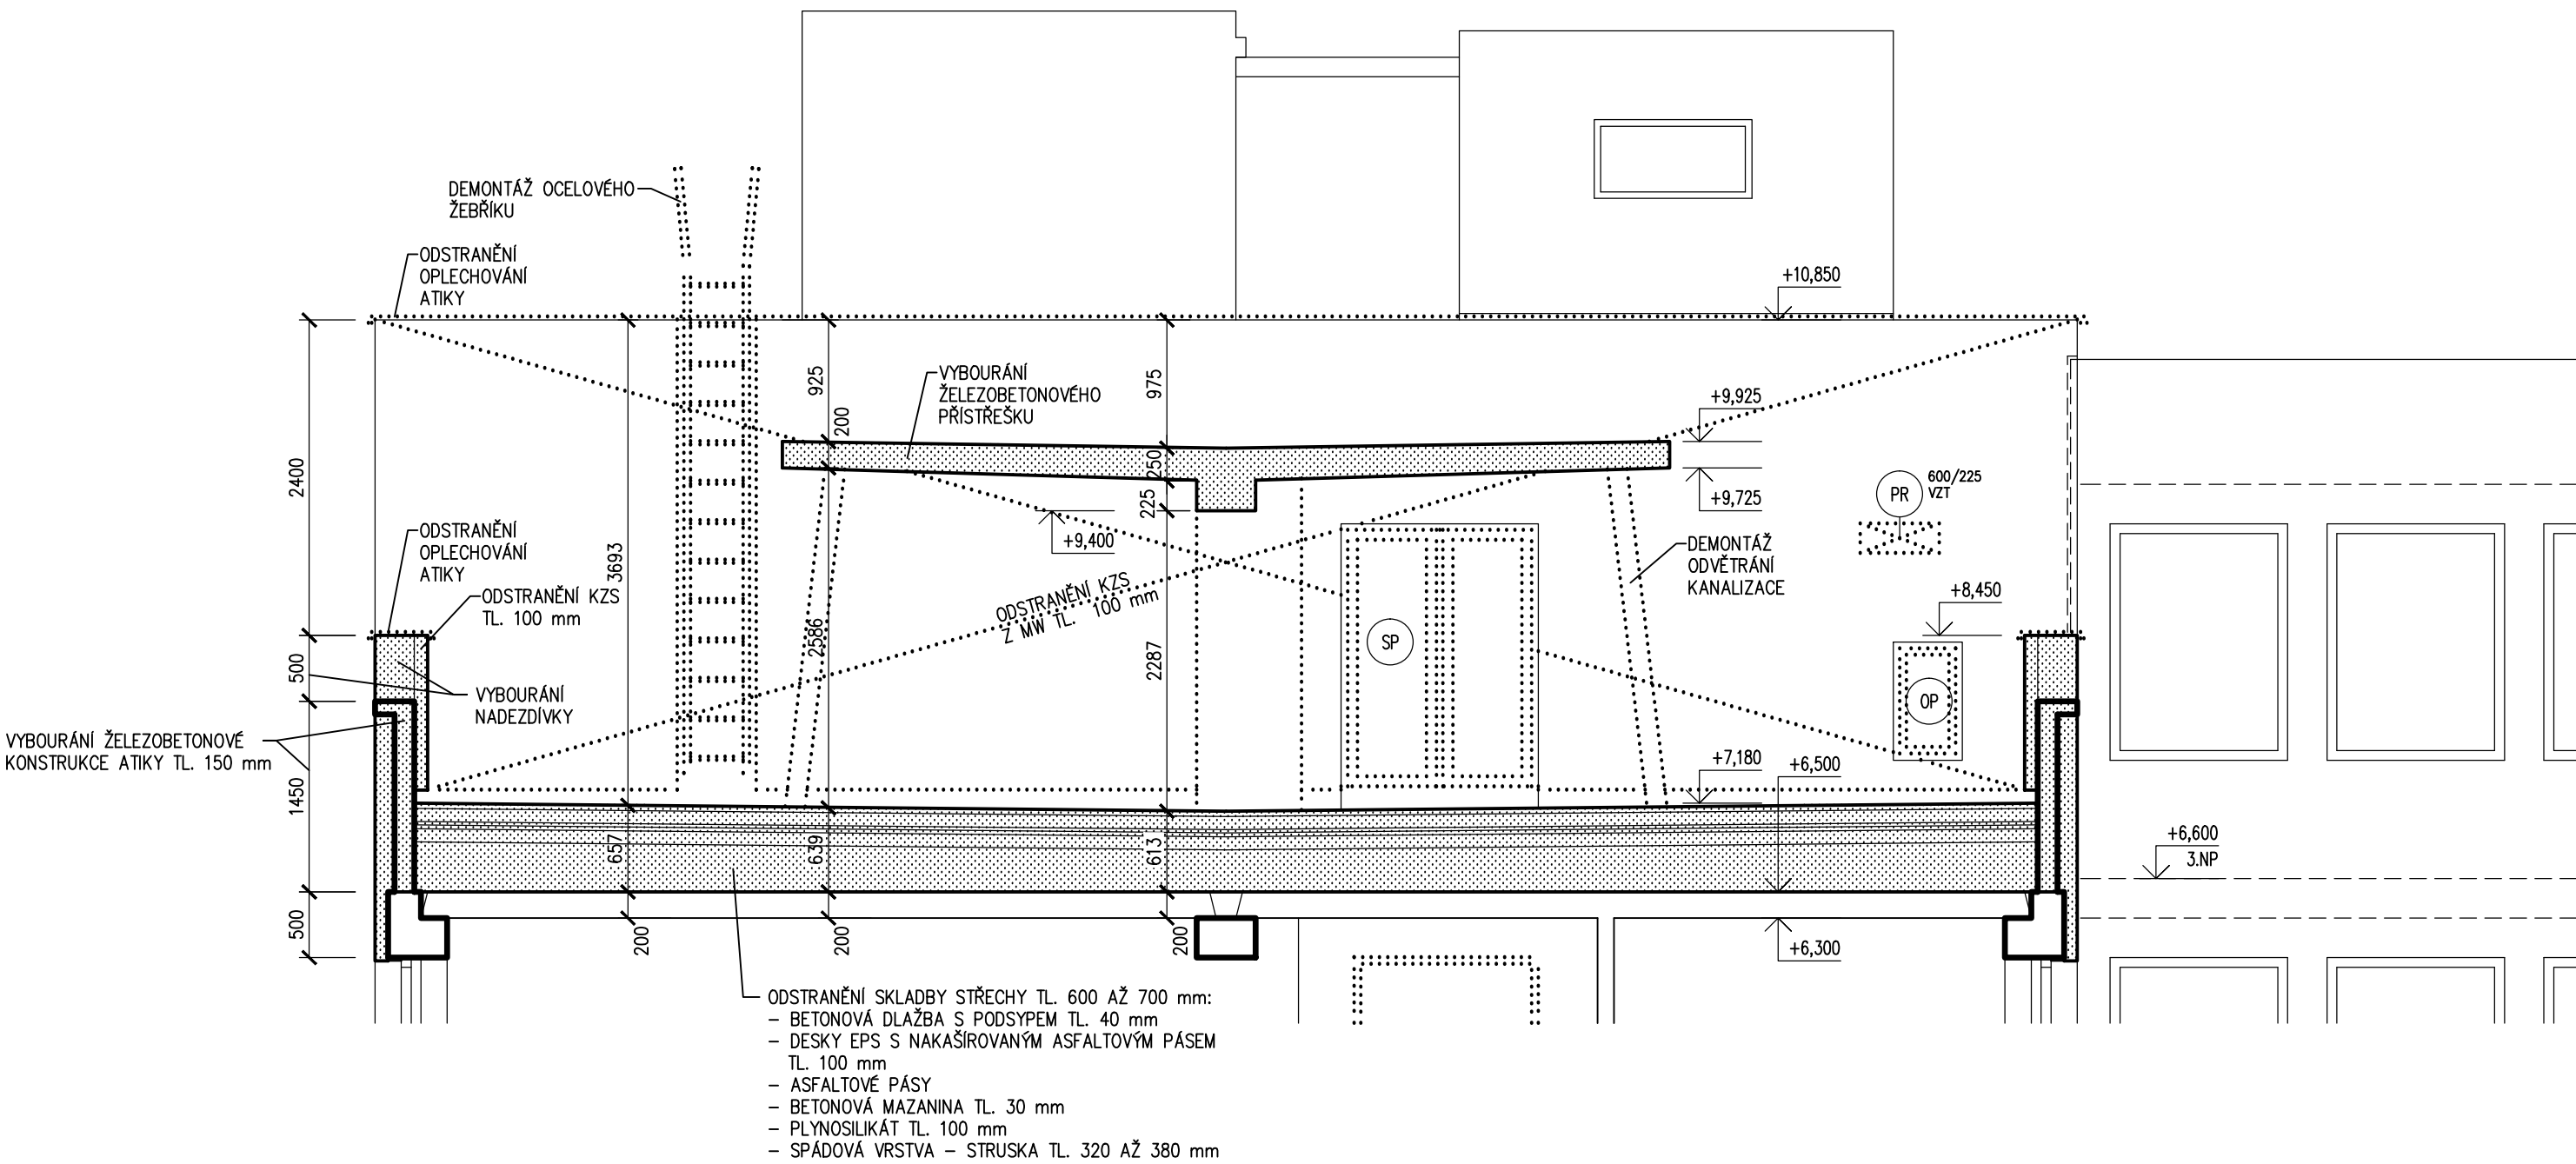 DEMONTÁŽ OCELOVÉHO
ŽEBŘÍKU
ODSTRANĚNÍ
OPLECHOVÁNÍ
ATIKY
+10,850
2400
925
200
975
VYBOURÁNÍ
ŽELEZOBETONOVÉHO
PŘÍSTŘEŠKU
+9,925
+9,725
250
225
+9,400
PR
600/225
VZT
ODSTRANĚNÍ
OPLECHOVÁNÍ
ATIKY
3693
DEMONTÁŽ
ODVĚTRÁNÍ
KANALIZACE
ODSTRANĚNÍ KZS
TL. 100 mm
ODSTRANĚNÍ KZS
Z MW TL. 100 mm
2586
2287
SP
+8,450
OP
500
VYBOURÁNÍ
NADEZDÍVKY
VYBOURÁNÍ ŽELEZOBETONOVÉ
KONSTRUKCE ATIKY TL. 150 mm
1450
+7,180
+6,500
657
639
613
+6,600
3.NP
500
200
200
200
+6,300
ODSTRANĚNÍ SKLADBY STŘECHY TL. 600 AŽ 700 mm:
– BETONOVÁ DLAŽBA S PODSYPEM TL. 40 mm
– DESKY EPS S NAKAŠÍROVANÝM ASFALTOVÝM PÁSEM
TL. 100 mm
– ASFALTOVÉ PÁSY
– BETONOVÁ MAZANINA TL. 30 mm
– PLYNOSILIKÁT TL. 100 mm
– SPÁDOVÁ VRSTVA – STRUSKA TL. 320 AŽ 380 mm